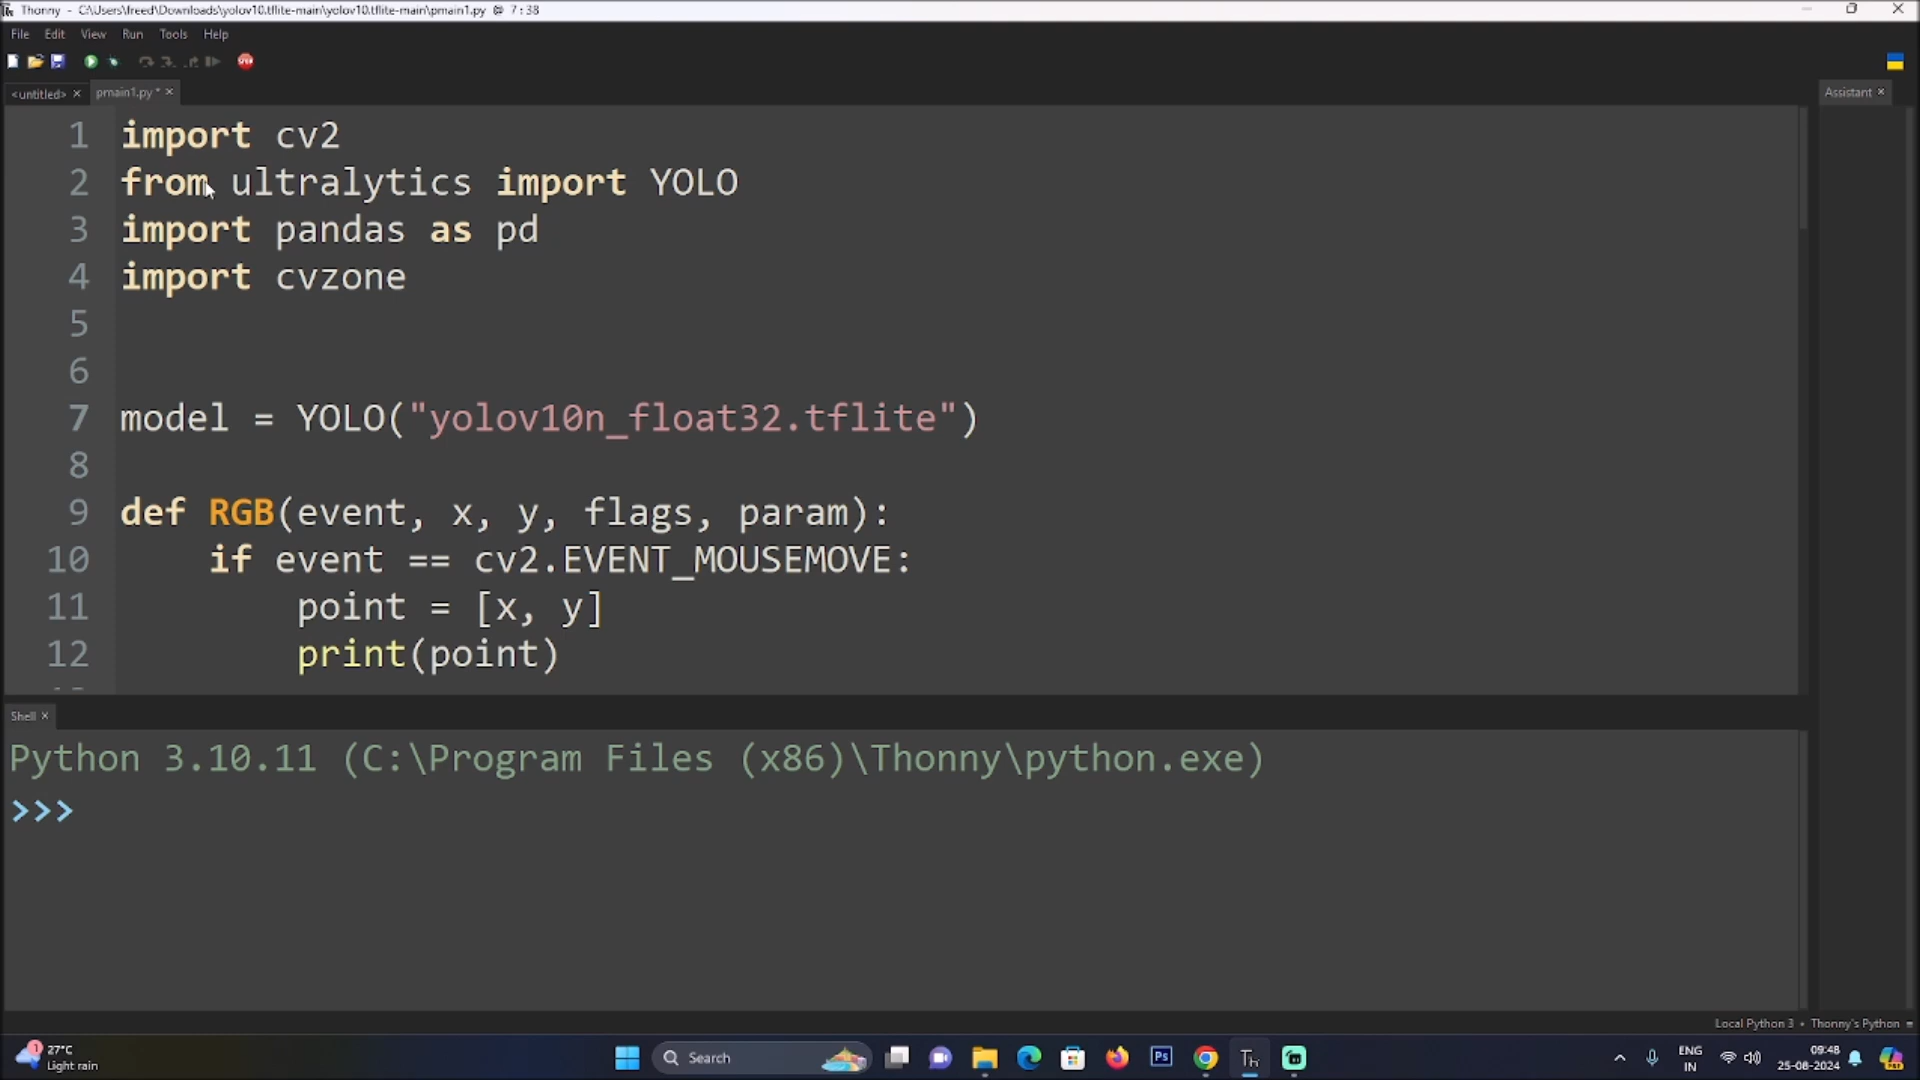 Thonny - C:\Users\freed\Downloads\yolov10.tflite-main\yolov10.tflite-main\pmain1.py @ 7:38
File Edit View Run Tools Help
<untitled> × pmain1.py * ×
Assistant ×
1 import cv2
2 from ultralytics import YOLO
3 import pandas as pd
4 import cvzone
5
6
7 model = YOLO("yolov10n_float32.tflite")
8
9 def RGB(event, x, y, flags, param):
10 if event == cv2.EVENT_MOUSEMOVE:
11 point = [x, y]
12 print(point)
Shell ×
Python 3.10.11 (C:\Program Files (x86)\Thonny\python.exe)
>>>
Local Python 3 • Thonny's Python ≡
1
27°C
Light rain
Search
Ps
Th
ENG
IN
09:48
25-08-2024